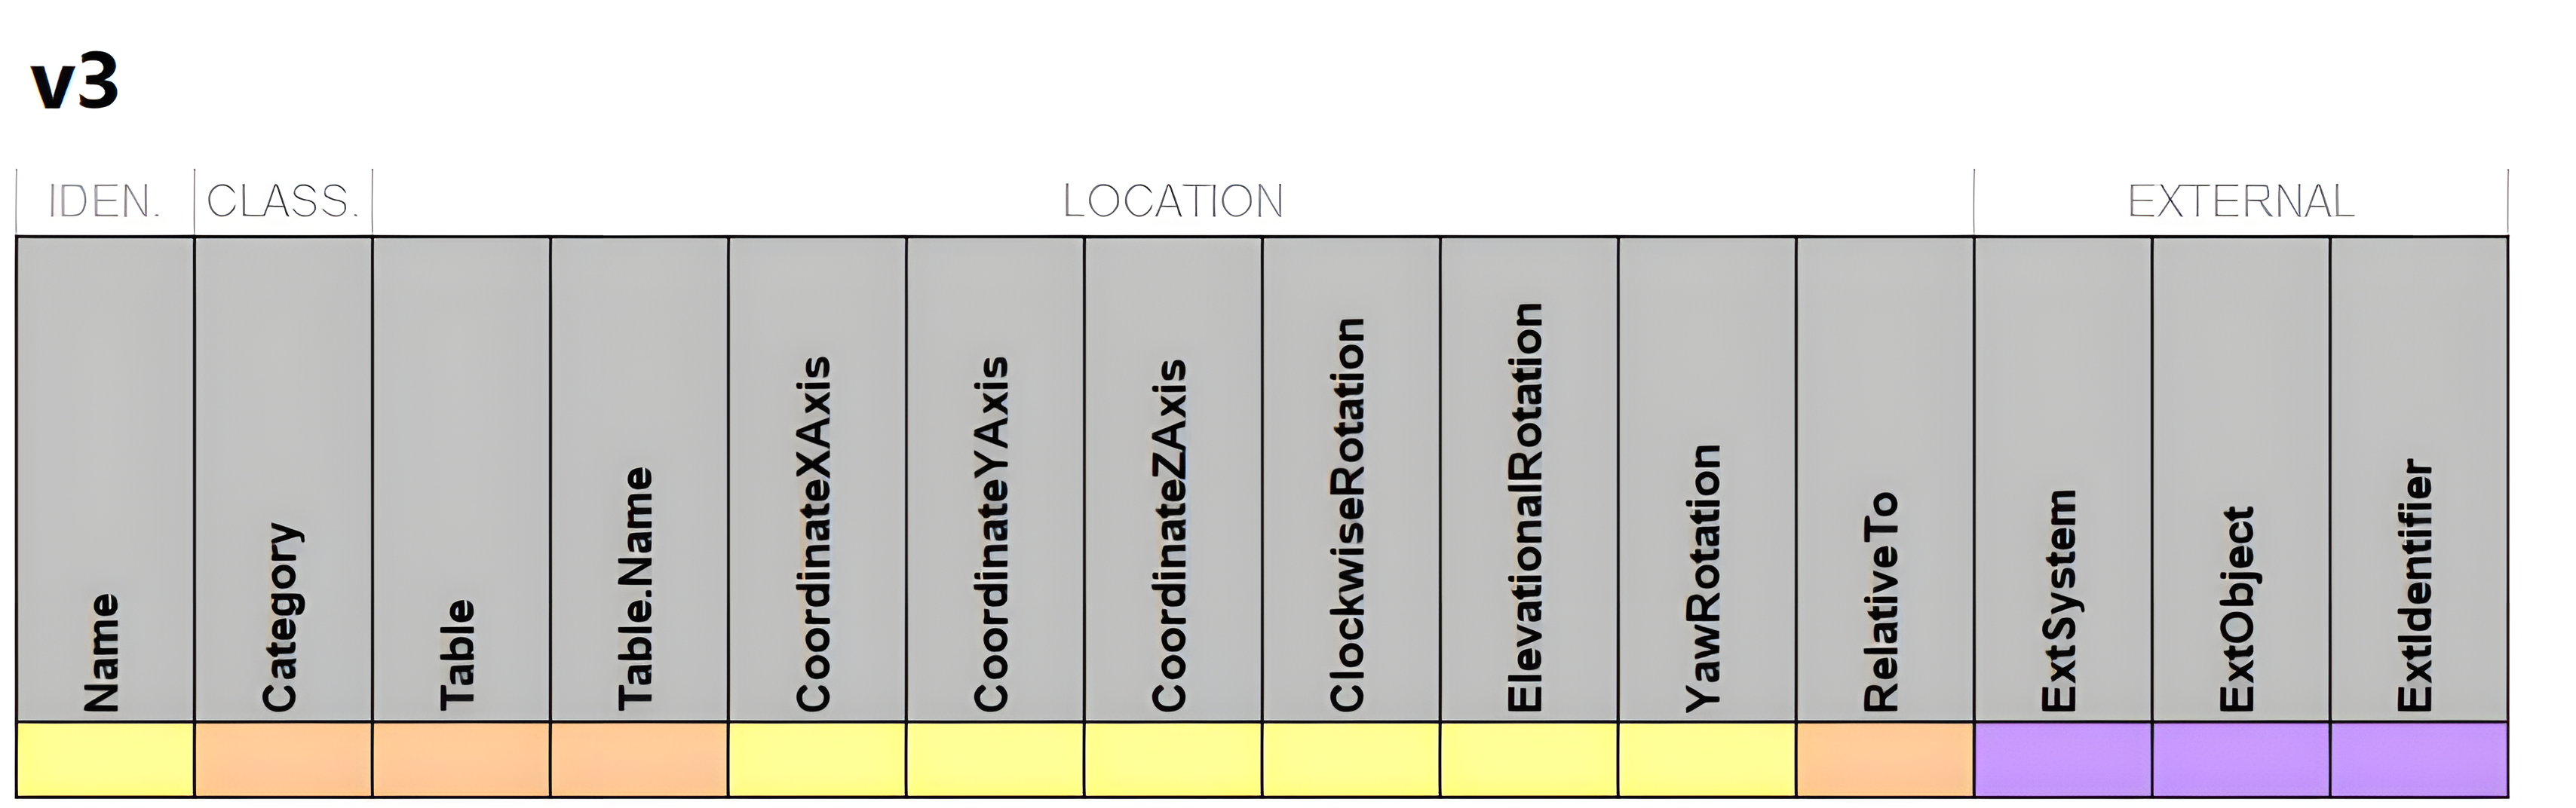 v3
IDEN.
CLASS.
LOCATION
EXTERNAL
Name
Category
Table
Table.Name
CoordinateXAxis
CoordinateYAxis
CoordinateZAxis
ClockwiseRotation
ElevationalRotation
YawRotation
RelativeTo
ExtSystem
ExtObject
ExtIdentifier